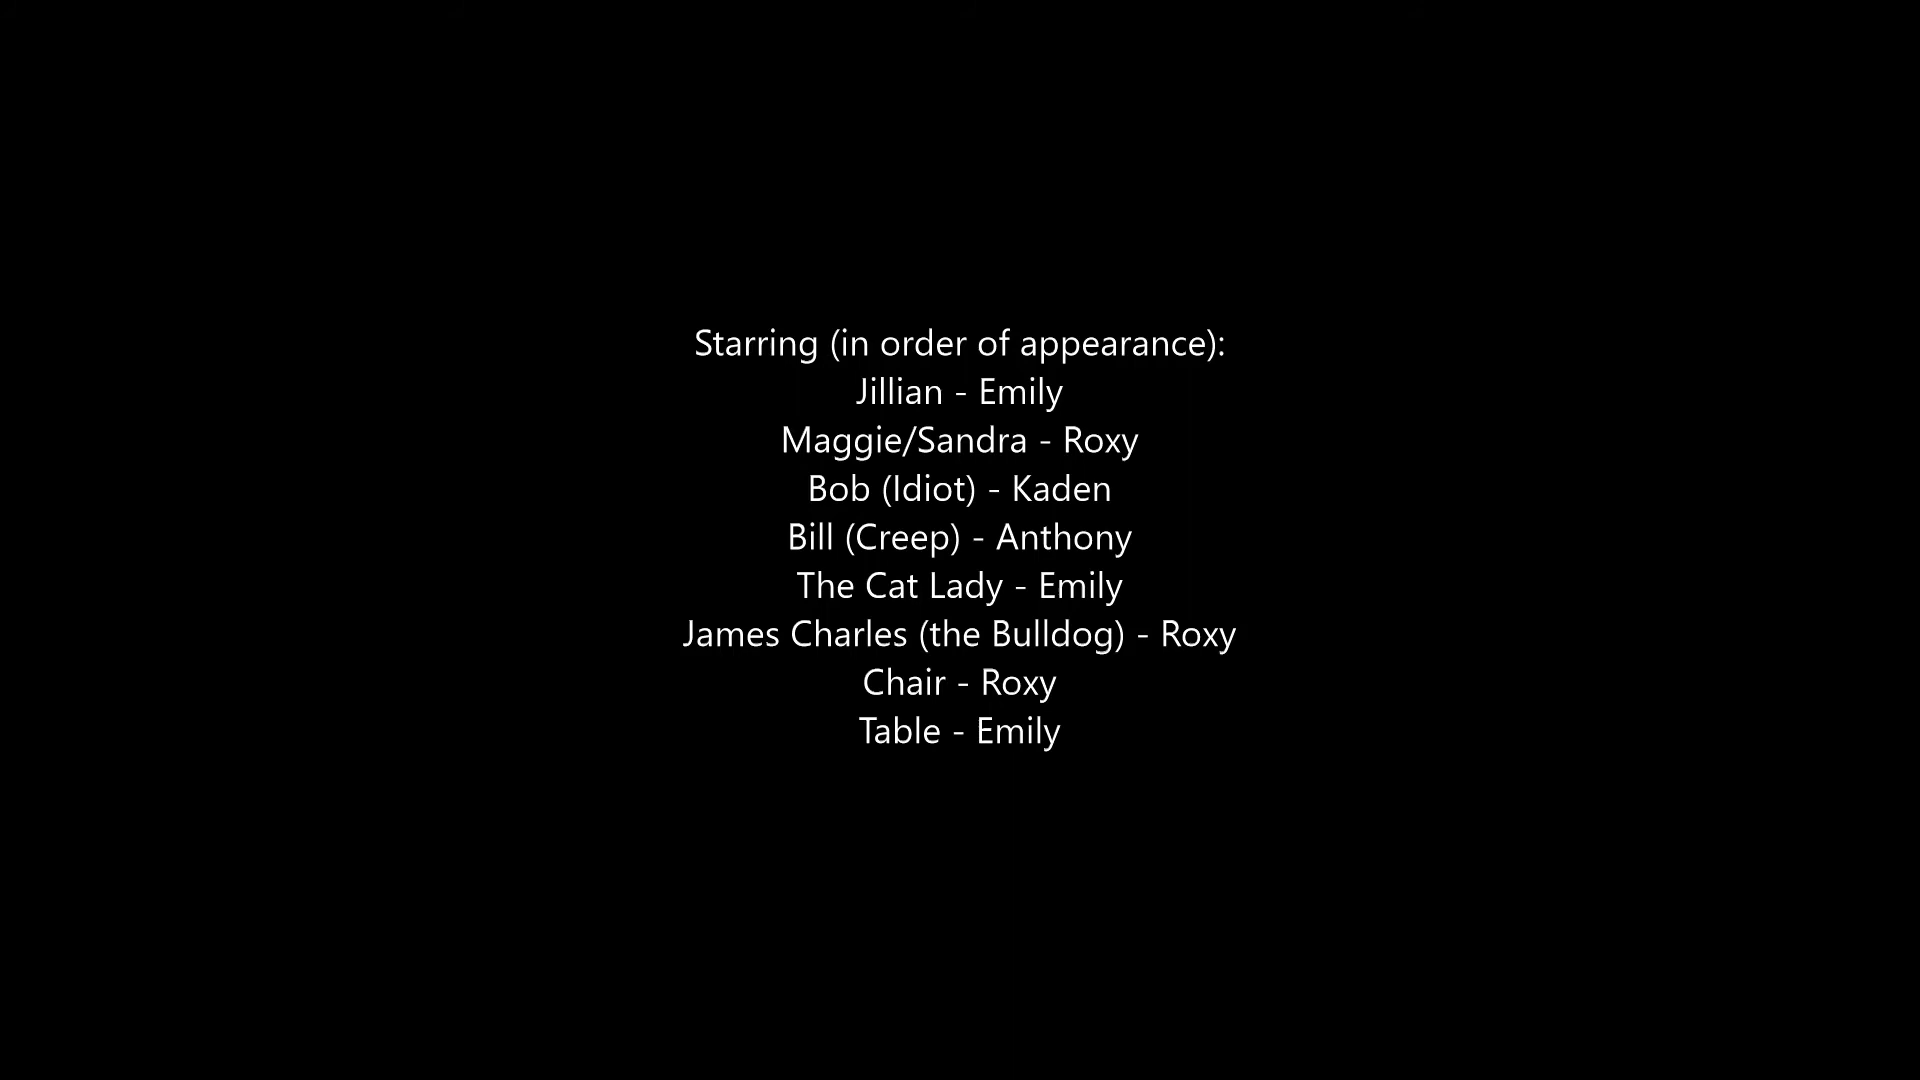 Starring (in order of appearance):
Jillian - Emily
Maggie/Sandra - Roxy
Bob (Idiot) - Kaden
Bill (Creep) - Anthony
The Cat Lady - Emily
James Charles (the Bulldog) - Roxy
Chair - Roxy
Table - Emily